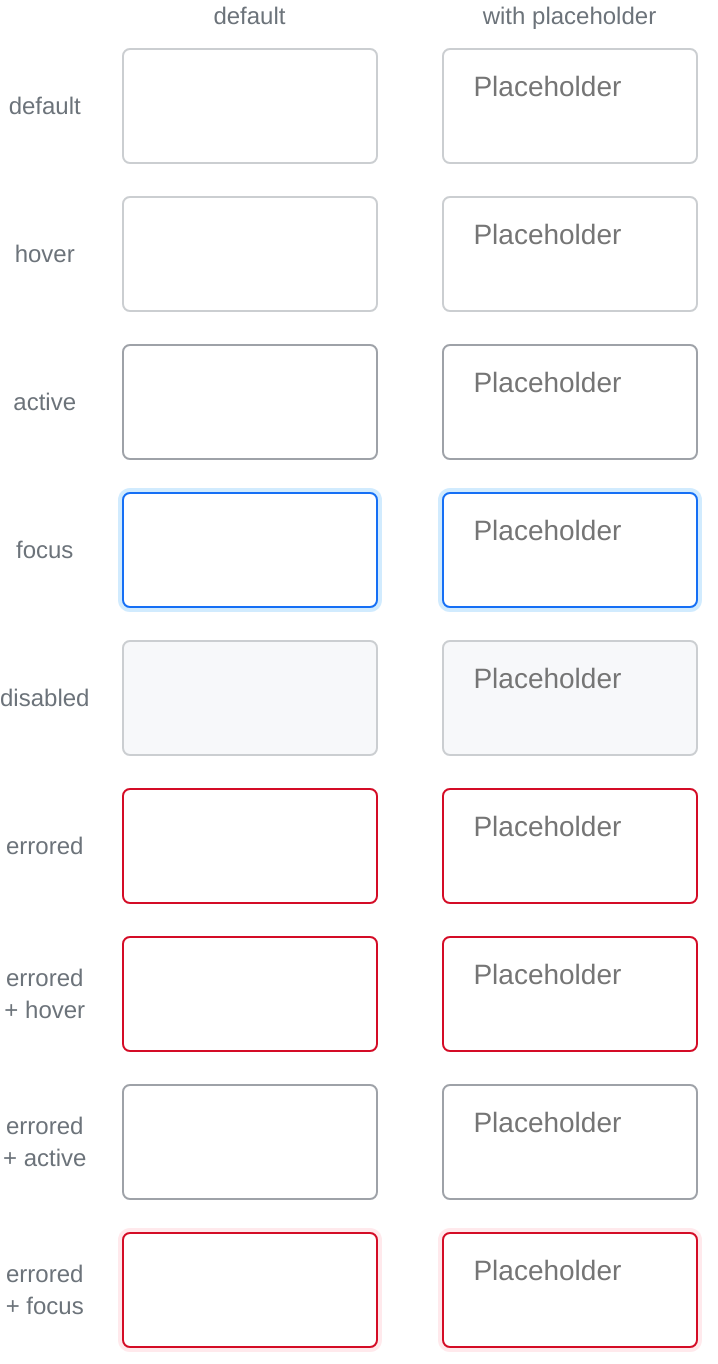 default with placeholder
default Placeholder
hover Placeholder
active Placeholder
focus Placeholder
disabled Placeholder
errored Placeholder
errored
+ hover Placeholder
errored
+ active Placeholder
errored
+ focus Placeholder